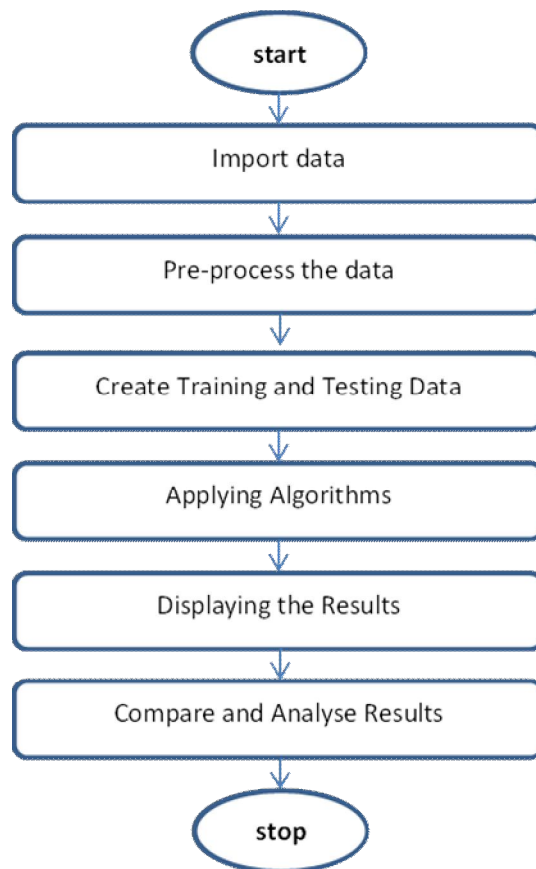 start
Import data
Pre-process the data
Create Training and Testing Data
Applying Algorithms
Displaying the Results
Compare and Analyse Results
stop